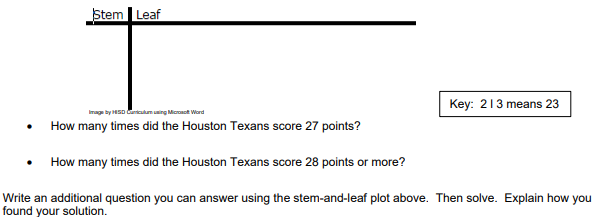 Stem Leaf
Key: 2 l 3 means 23
Image by HISD Curriculum using Microsoft Word
• How many times did the Houston Texans score 27 points?
• How many times did the Houston Texans score 28 points or more?
Write an additional question you can answer using the stem-and-leaf plot above. Then solve. Explain how you
found your solution.